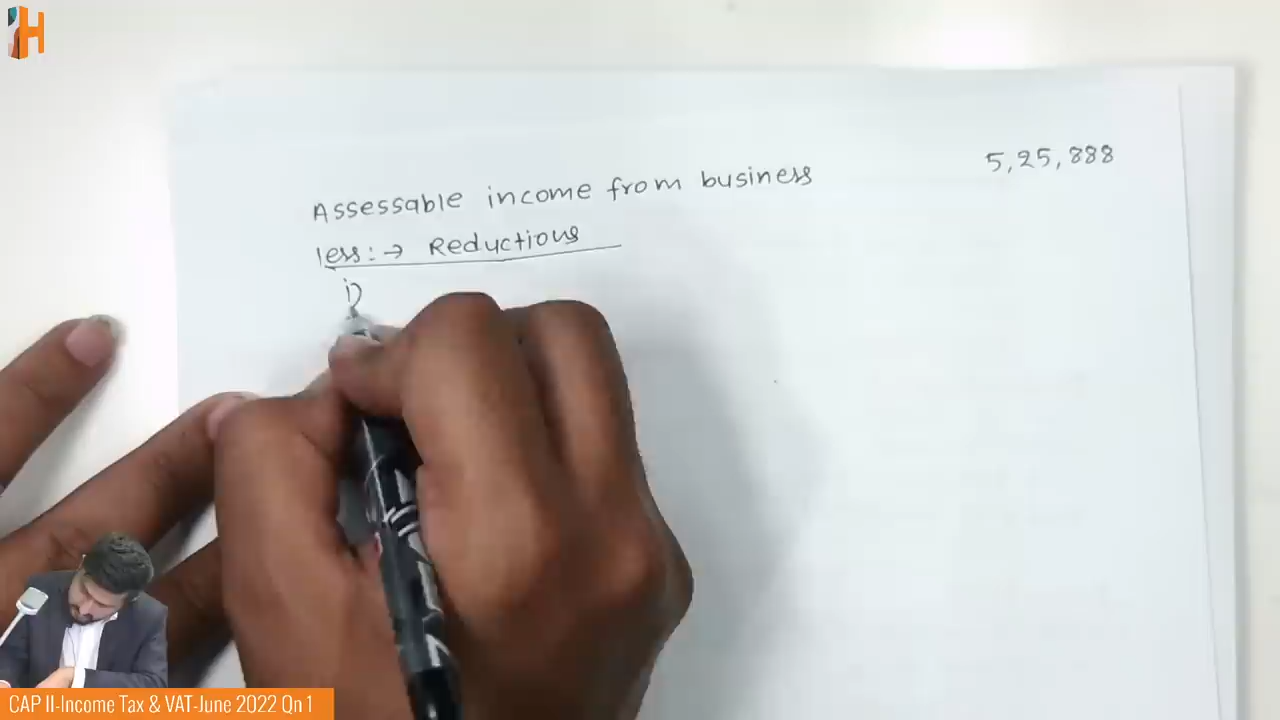 H
Assessable income from business 5,25,888
less:→ Reductions
i)
CAP II-Income Tax & VAT-June 2022 Qn 1